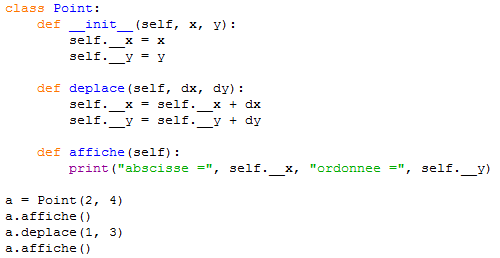 class Point:
    def __init__(self, x, y):
        self.__x = x
        self.__y = y

    def deplace(self, dx, dy):
        self.__x = self.__x + dx
        self.__y = self.__y + dy

    def affiche(self):
        print("abscisse =", self.__x, "ordonnee =", self.__y)

a = Point(2, 4)
a.affiche()
a.deplace(1, 3)
a.affiche()